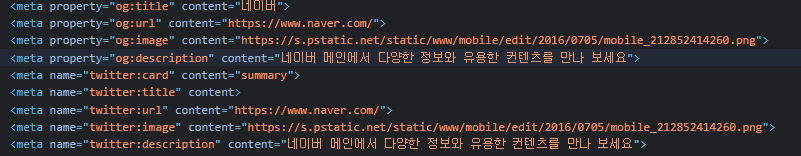 <meta property="og:title" content="네이버">
<meta property="og:url" content="https://www.naver.com/">
<meta property="og:image" content="https://s.pstatic.net/static/www/mobile/edit/2016/0705/mobile_212852414260.png">
<meta property="og:description" content="네이버 메인에서 다양한 정보와 유용한 컨텐츠를 만나 보세요">
<meta name="twitter:card" content="summary">
<meta name="twitter:title" content>
<meta name="twitter:url" content="https://www.naver.com/">
<meta name="twitter:image" content="https://s.pstatic.net/static/www/mobile/edit/2016/0705/mobile_212852414260.png">
<meta name="twitter:description" content="네이버 메인에서 다양한 정보와 유용한 컨텐츠를 만나 보세요">